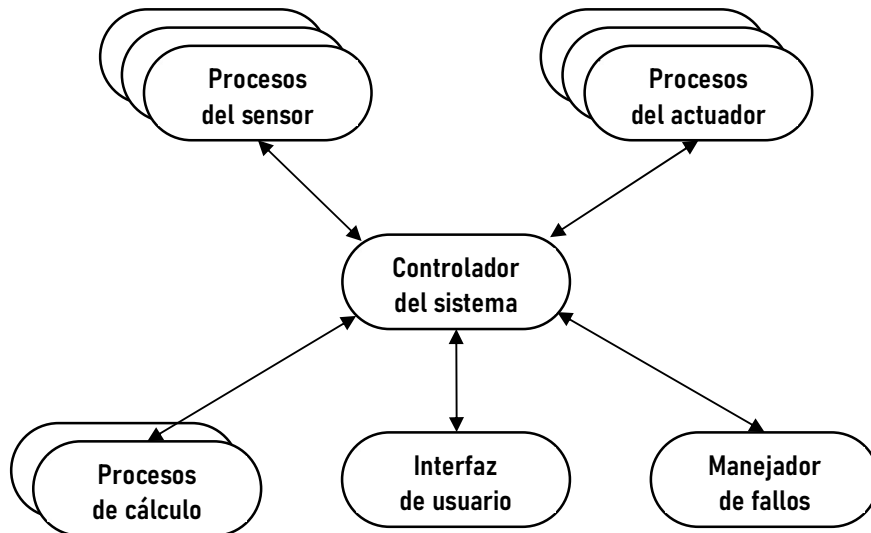 Procesos
del sensor
Procesos
del actuador
Controlador
del sistema
Procesos
de cálculo
Interfaz
de usuario
Manejador
de fallos